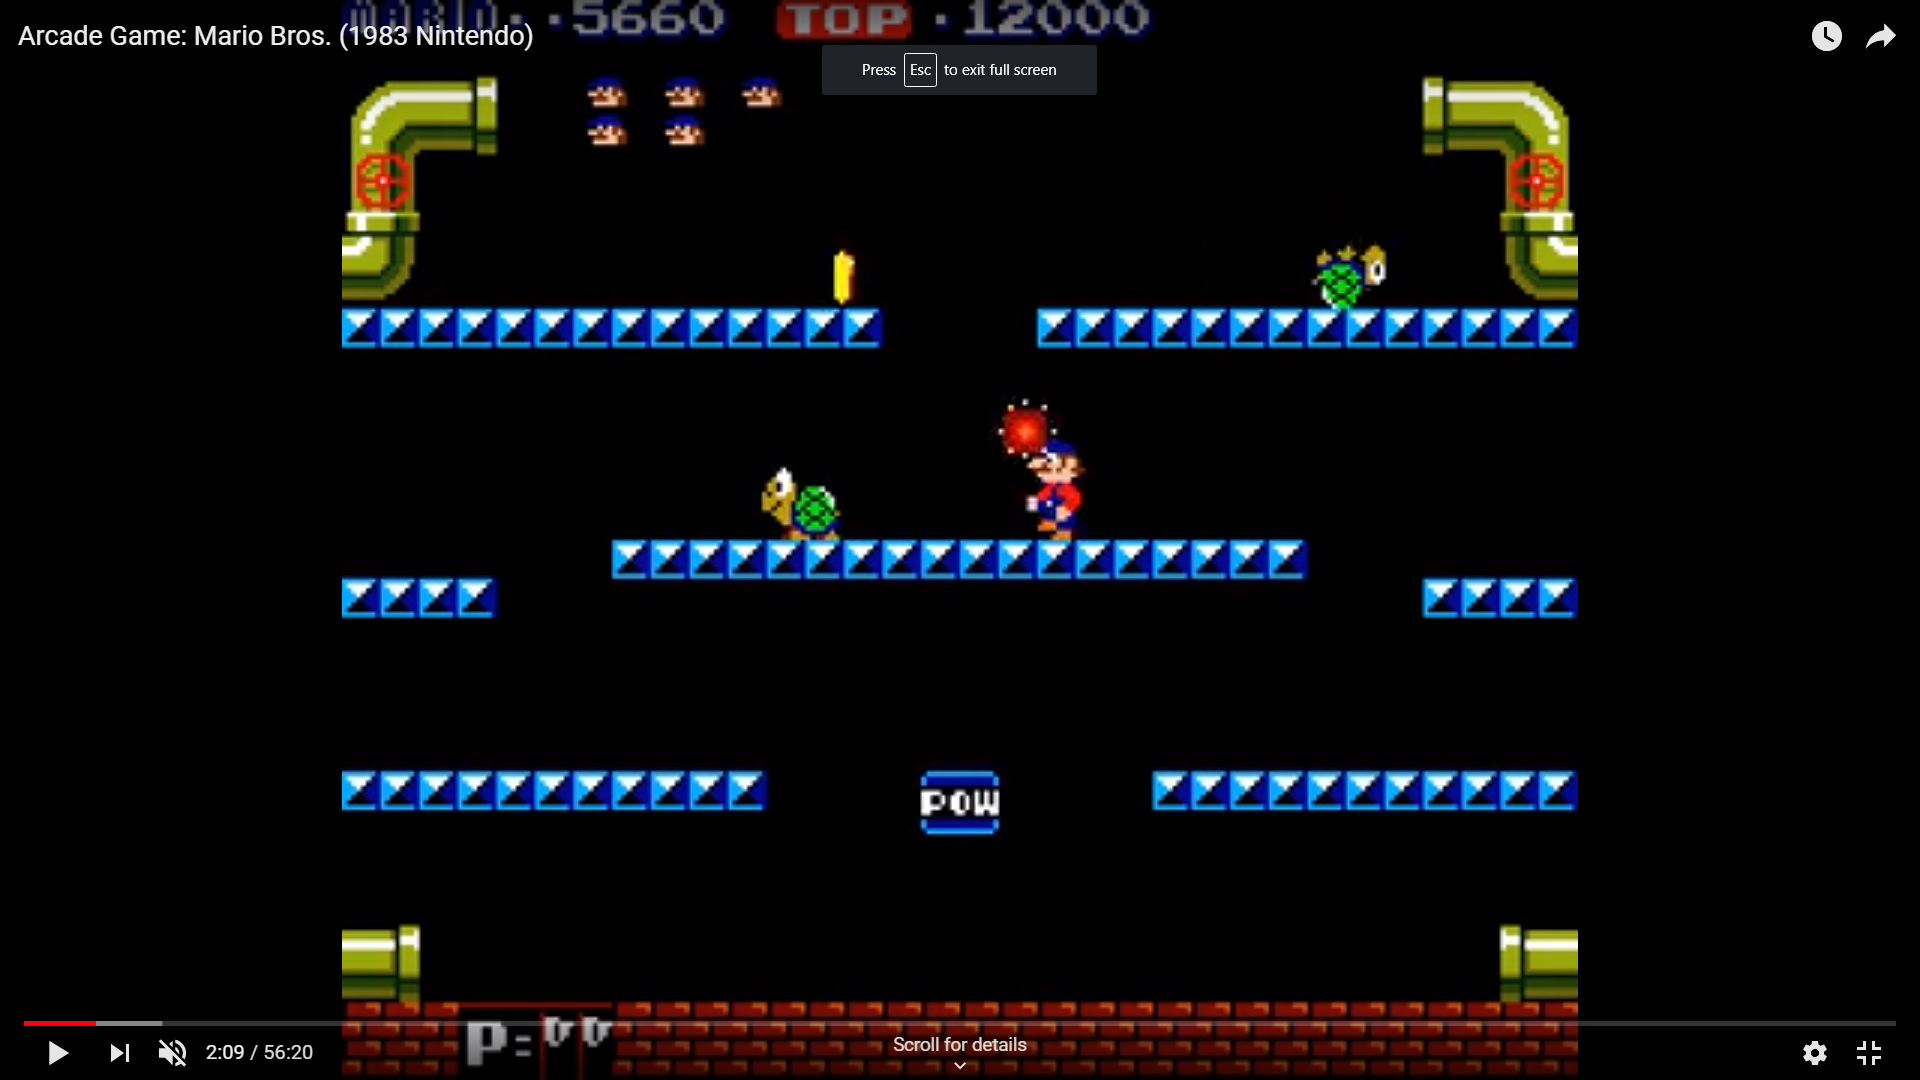 MARIO · ·5660 TOP ·12000
Arcade Game: Mario Bros. (1983 Nintendo)
Press Esc to exit full screen
POW
P=
2:09 / 56:20
Scroll for details